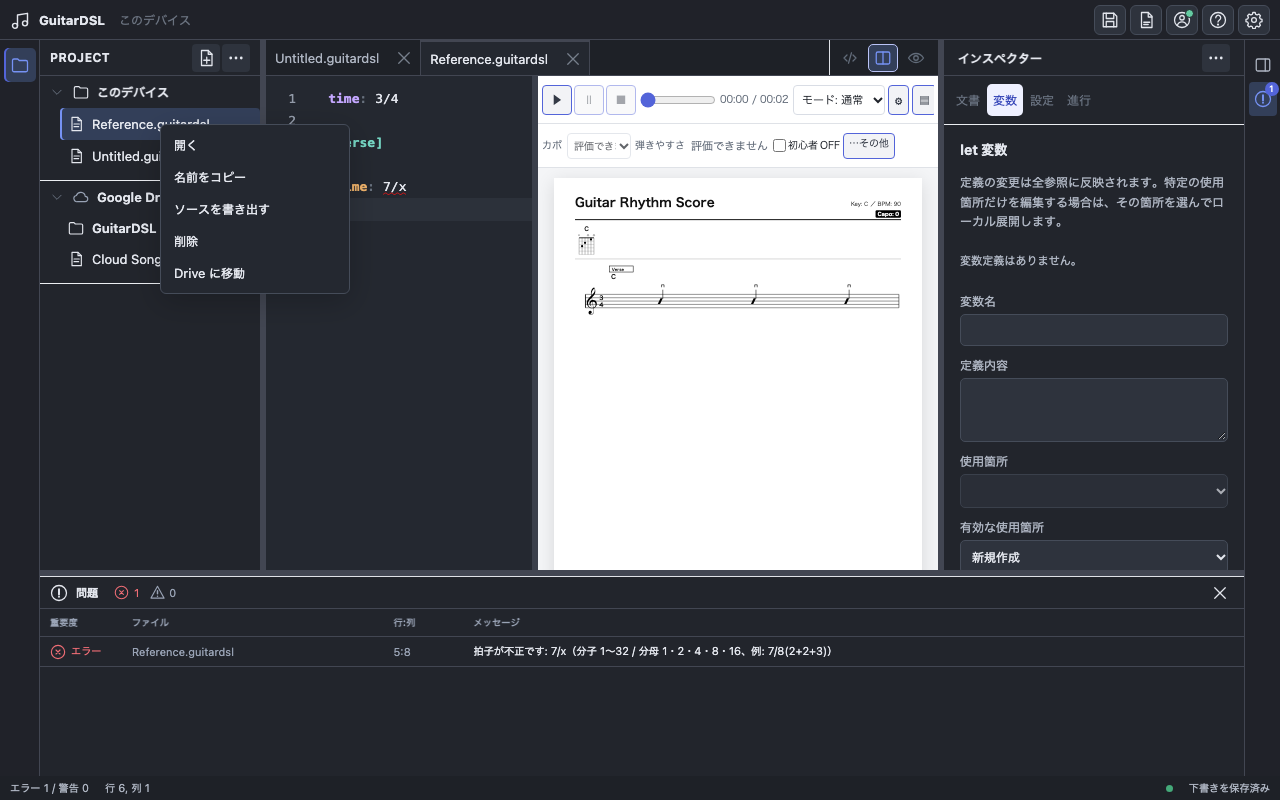 GuitarDSL このデバイス
PROJECT
このデバイス
Reference.guitardsl
Untitled.gui
Google Dr
GuitarDSL
Cloud Song
開く
名前をコピー
ソースを書き出す
削除
Drive に移動
Untitled.guitardsl
Reference.guitardsl
1 time: 3/4
2
erse]
me: 7/x
00:00 / 00:02
モード: 通常
カポ 評価でき 弾きやすさ 評価できません 初心者 OFF …その他
Guitar Rhythm Score
Key: C / BPM: 90
Capo: 0
C
Verse
C
3
4
インスペクター
文書 変数 設定 進行
let 変数
定義の変更は全参照に反映されます。特定の使用
箇所だけを編集する場合は、その箇所を選んでロ
ーカル展開します。
変数定義はありません。
変数名
定義内容
使用箇所
有効な使用箇所
新規作成
1
問題 1 0
重要度 ファイル 行:列 メッセージ
エラー Reference.guitardsl 5:8 拍子が不正です: 7/x（分子 1〜32 / 分母 1・2・4・8・16、例: 7/8(2+2+3)）
エラー 1 / 警告 0 行 6, 列 1
下書きを保存済み